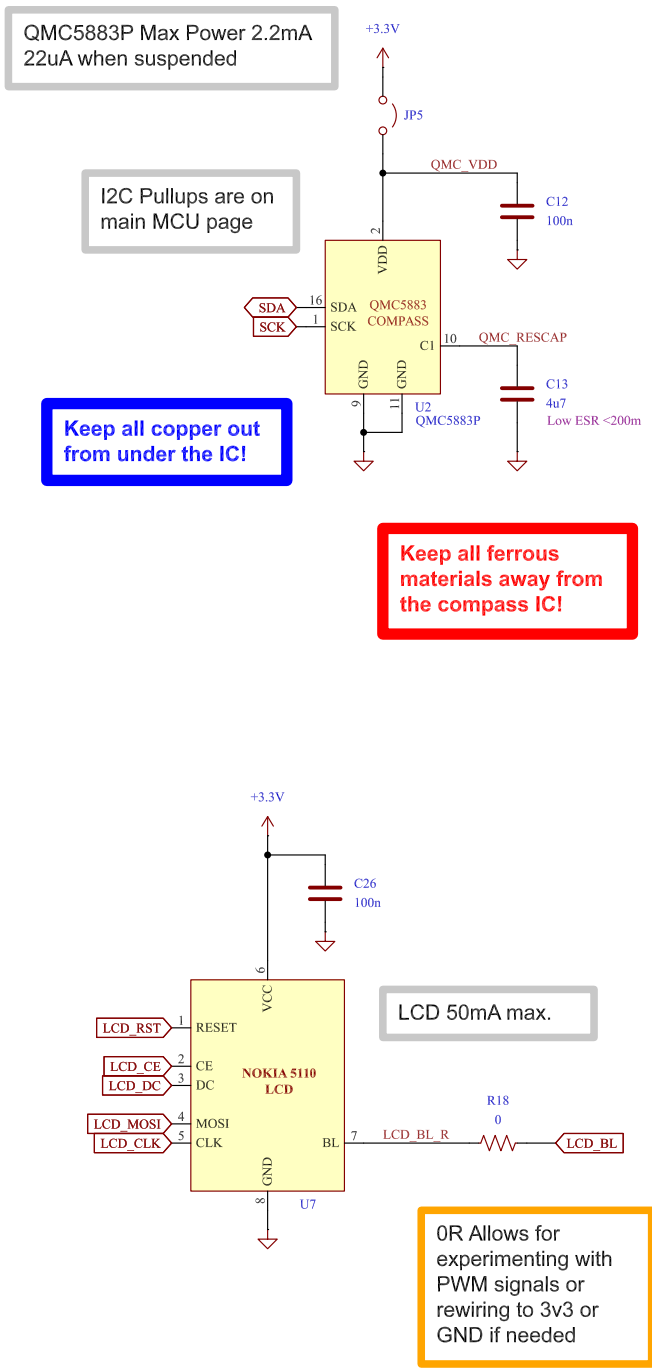 QMC5883P Max Power 2.2mA
22uA when suspended
+3.3V
JP5
QMC_VDD
C12
100n
I2C Pullups are on
main MCU page
2
VDD
SDA
16
SDA
QMC5883
COMPASS
SCK
1
SCK
C1
10
QMC_RESCAP
GND
GND
9
11
U2
QMC5883P
C13
4u7
Low ESR <200m
Keep all copper out
from under the IC!
Keep all ferrous
materials away from
the compass IC!
+3.3V
C26
100n
6
VCC
LCD 50mA max.
LCD_RST
1
RESET
LCD_CE
2
CE
NOKIA 5110
LCD
LCD_DC
3
DC
LCD_MOSI
4
MOSI
LCD_CLK
5
CLK
BL
7
LCD_BL_R
R18
0
LCD_BL
GND
8
U7
0R Allows for
experimenting with
PWM signals or
rewiring to 3v3 or
GND if needed